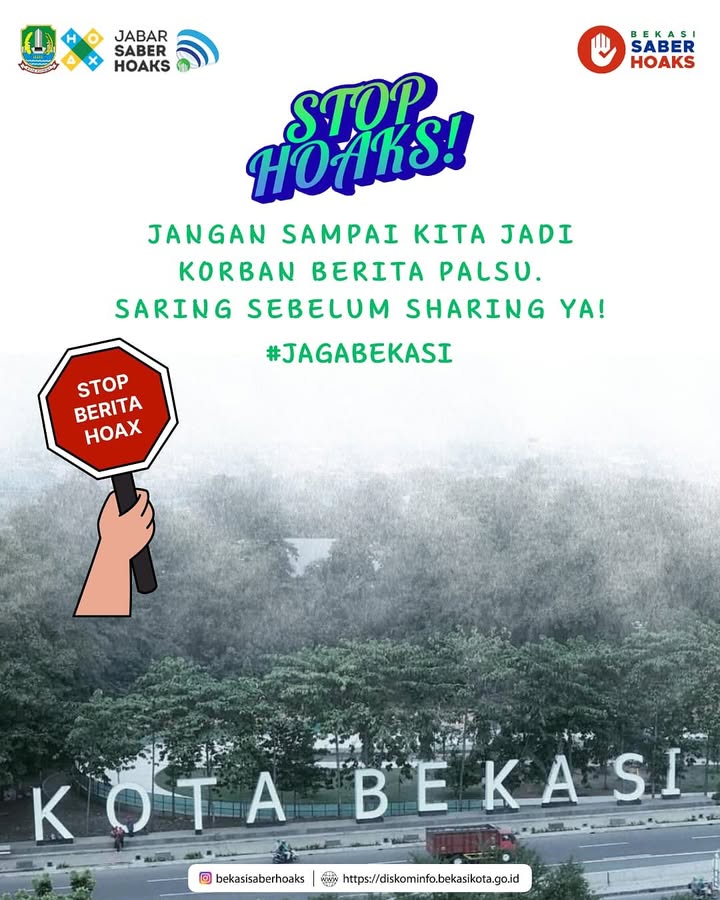 JABAR
SABER
HOAKS
BEKASI
SABER
HOAKS
STOP
HOAKS!
JANGAN SAMPAI KITA JADI
KORBAN BERITA PALSU.
SARING SEBELUM SHARING YA!
#JAGABEKASI
STOP
BERITA
HOAX
KOTA BEKASI
bekasisaberhoaks
https://diskominfo.bekasikota.go.id